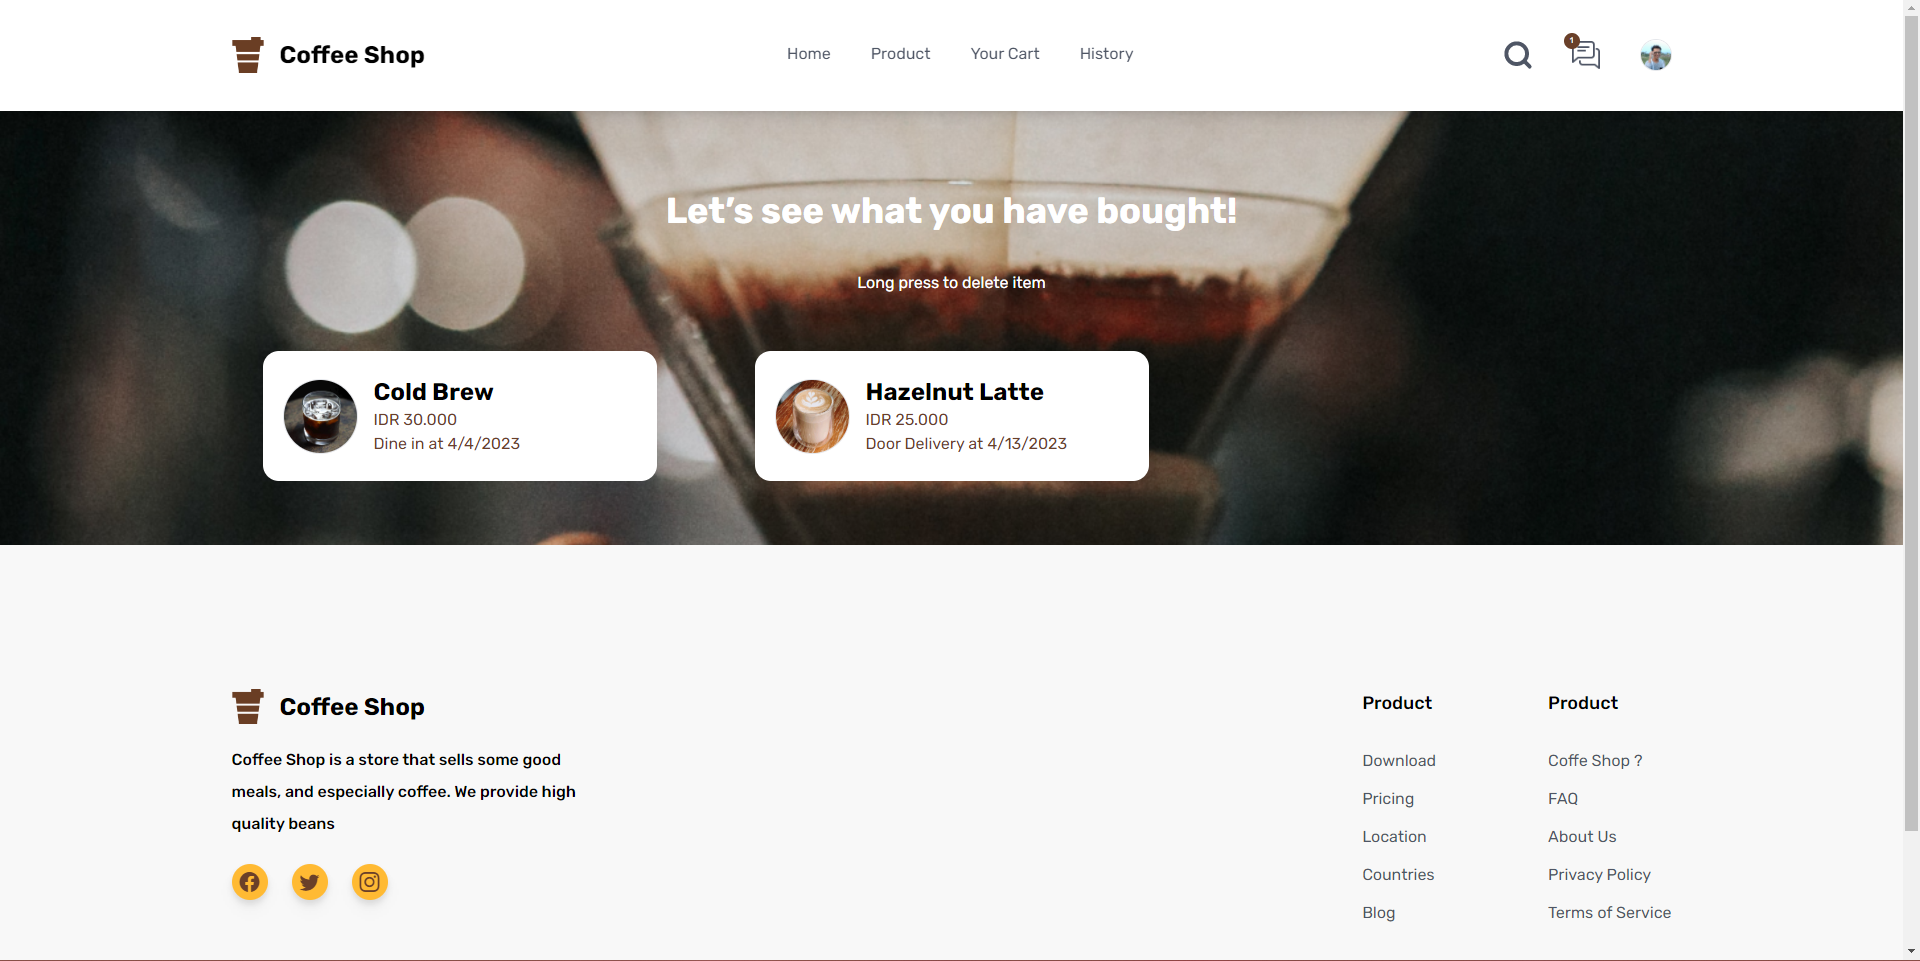 Coffee Shop
Home
Product
Your Cart
History
1
Let’s see what you have bought!
Long press to delete item
Cold Brew
IDR 30.000
Dine in at 4/4/2023
Hazelnut Latte
IDR 25.000
Door Delivery at 4/13/2023
Coffee Shop
Coffee Shop is a store that sells some good
meals, and especially coffee. We provide high
quality beans
Product
Download
Pricing
Location
Countries
Blog
Product
Coffe Shop ?
FAQ
About Us
Privacy Policy
Terms of Service